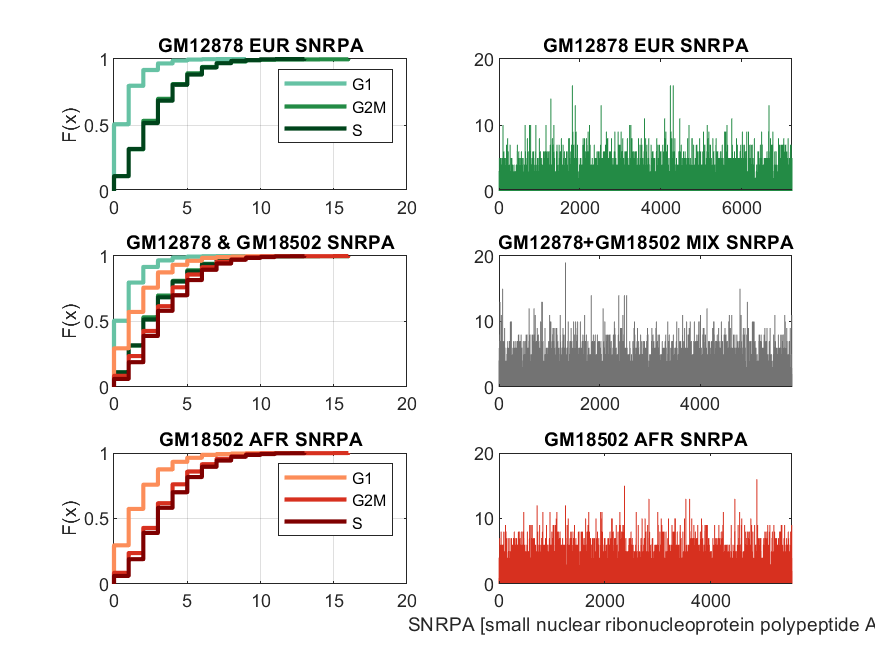 GM12878 EUR SNRPA
F(x)
1
0.5
0
0 5 10 15 20
G1
G2M
S
GM12878 EUR SNRPA
20
10
0
0 2000 4000 6000
GM12878 & GM18502 SNRPA
F(x)
1
0.5
0
0 5 10 15 20
GM12878+GM18502 MIX SNRPA
20
10
0
0 2000 4000
GM18502 AFR SNRPA
F(x)
1
0.5
0
0 5 10 15 20
G1
G2M
S
GM18502 AFR SNRPA
20
10
0
0 2000 4000
SNRPA [small nuclear ribonucleoprotein polypeptide A